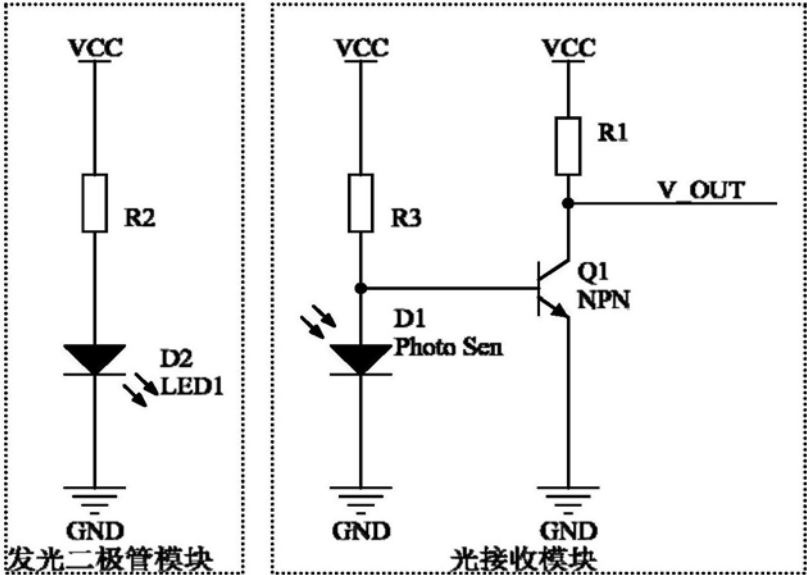 VCC
R2
D2
LED1
GND
发光二极管模块
VCC
VCC
R1
V_OUT
R3
Q1
NPN
D1
Photo Sen
GND
GND
光接收模块